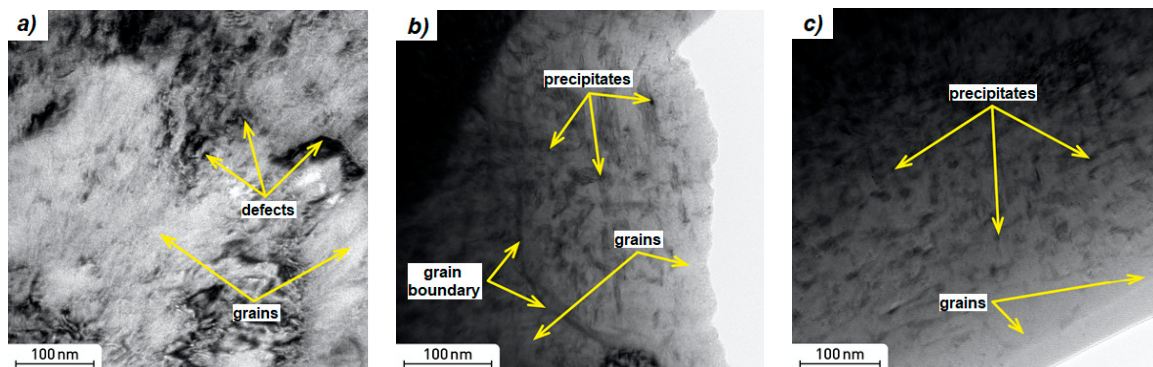 a)
defects
grains
100 nm
b)
precipitates
grains
grain
boundary
100 nm
c)
precipitates
grains
100 nm